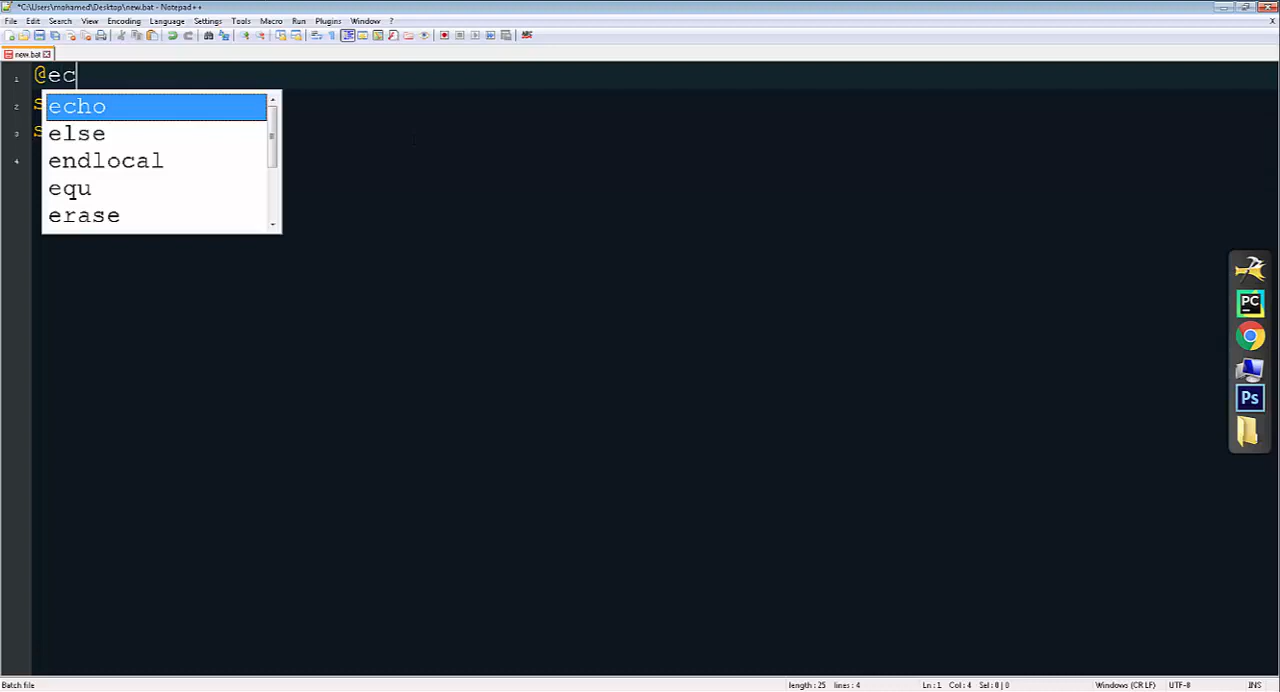 *C:\Users\mohamed\Desktop\new.bat - Notepad++
File Edit Search View Encoding Language Settings Tools Macro Run Plugins Window ?
X
new.bat
1 @ec
echo
2 s
else
3 s
endlocal
4
equ
erase
PC
Ps
Batch file length : 25 lines : 4 Ln : 1 Col : 4 Sel : 0 | 0 Windows (CR LF) UTF-8 INS